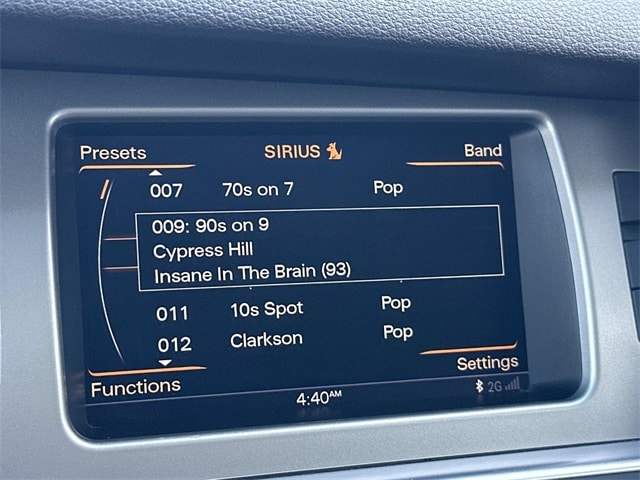 Presets SIRIUS Band
007 70s on 7 Pop
009: 90s on 9
Cypress Hill
Insane In The Brain (93)
011 10s Spot Pop
012 Clarkson Pop
Functions Settings
4:40AM 2G